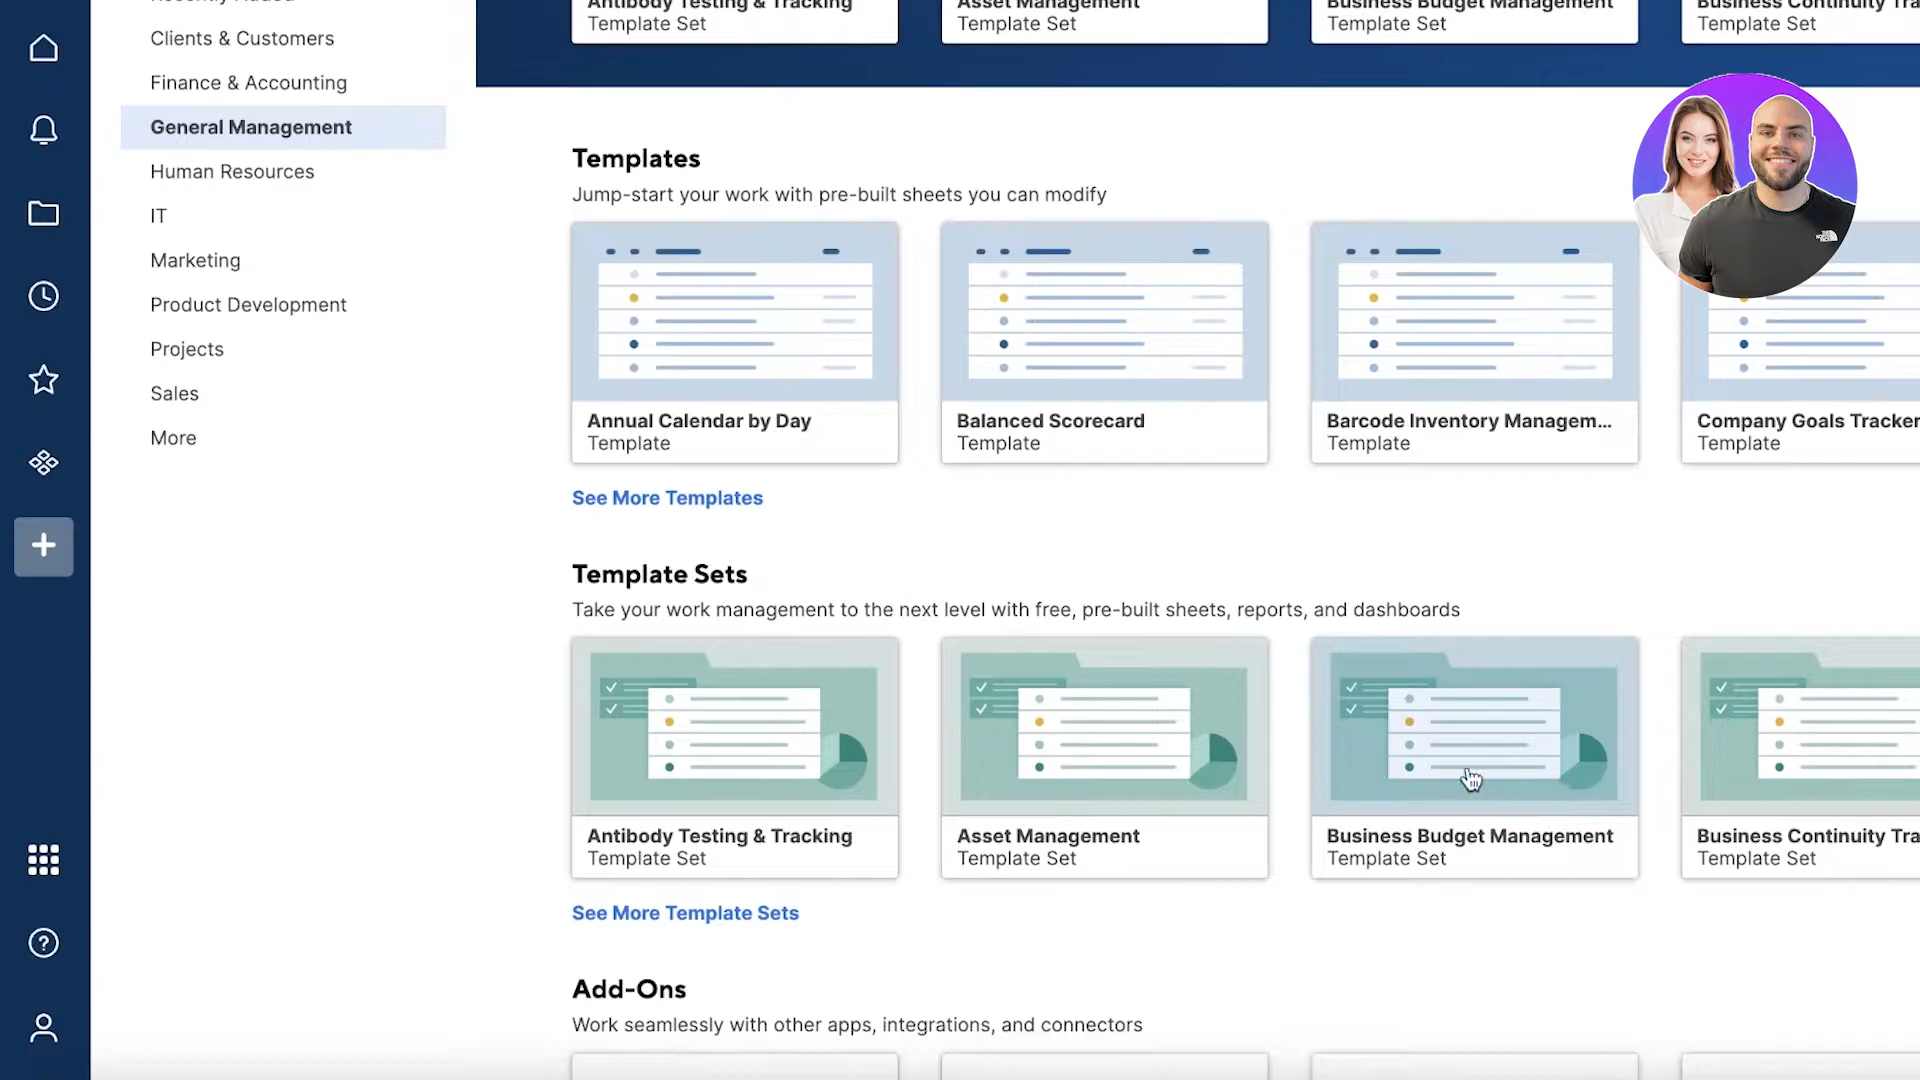 Recently Added
Clients & Customers
Finance & Accounting
General Management
Human Resources
IT
Marketing
Product Development
Projects
Sales
More
Antibody Testing & Tracking
Template Set
Asset Management
Template Set
Business Budget Management
Template Set
Business Continuity Tra
Template Set
Templates
Jump-start your work with pre-built sheets you can modify
Annual Calendar by Day
Template
Balanced Scorecard
Template
Barcode Inventory Managem...
Template
Company Goals Tracker
Template
See More Templates
Template Sets
Take your work management to the next level with free, pre-built sheets, reports, and dashboards
Antibody Testing & Tracking
Template Set
Asset Management
Template Set
Business Budget Management
Template Set
Business Continuity Tra
Template Set
See More Template Sets
Add-Ons
Work seamlessly with other apps, integrations, and connectors